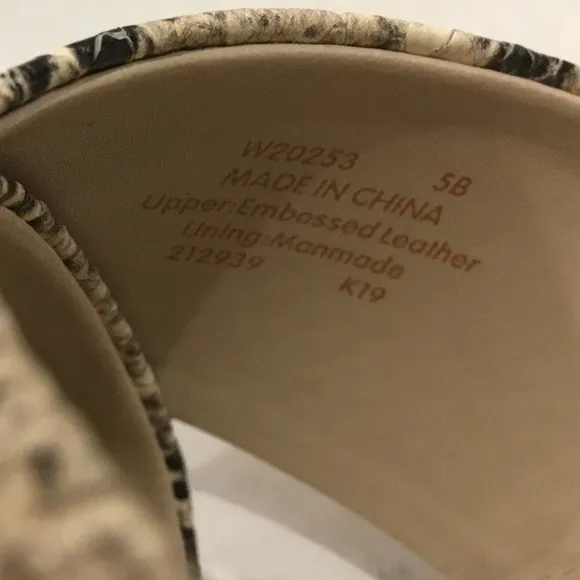 W20253 5B
MADE IN CHINA
Upper:Embossed Leather
Lining:Manmade
212939 K19